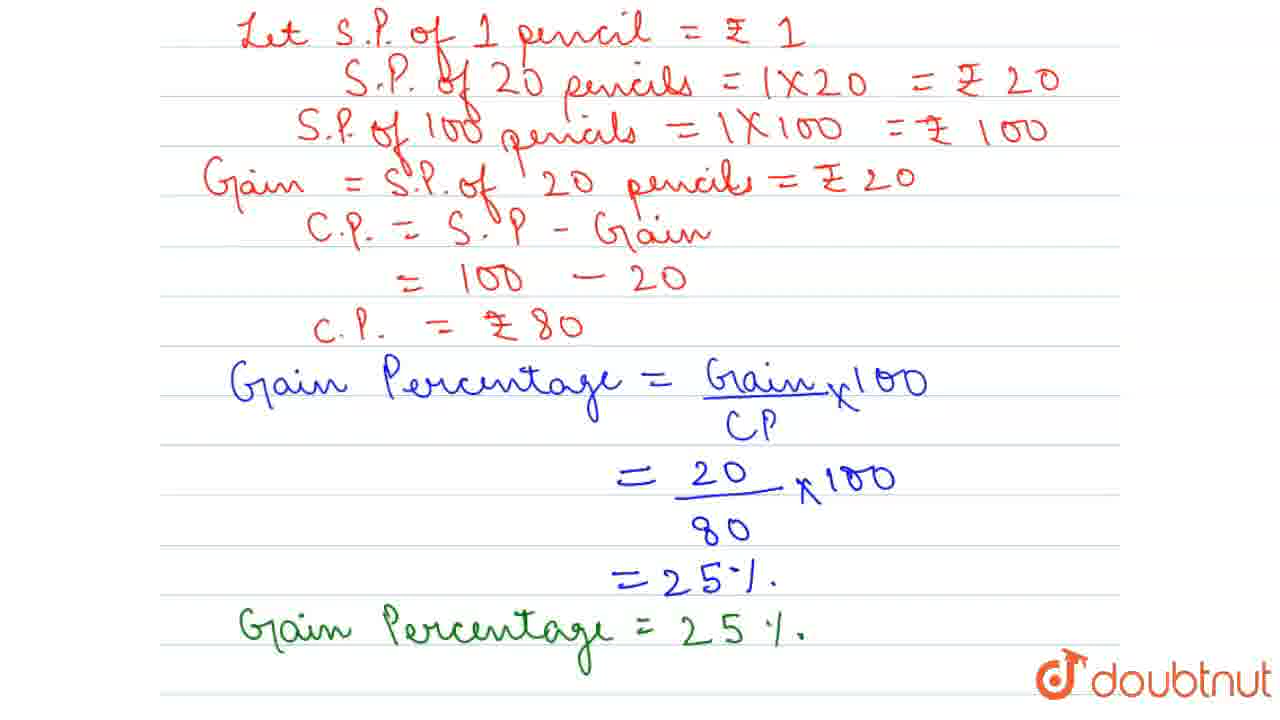 Let S.P. of 1 pencil = ₹ 1
S.P. of 20 pencils = 1 X 20 = ₹ 20
S.P. of 100 pencils = 1 X 100 = ₹ 100
Gain = S.P. of 20 pencils = ₹ 20
C.P. = S.P - Gain
= 100 - 20
C.P. = ₹ 80
Gain Percentage = Gain/CP x 100
= 20/80 x 100
= 25%.
Gain Percentage = 25%.
doubtnut